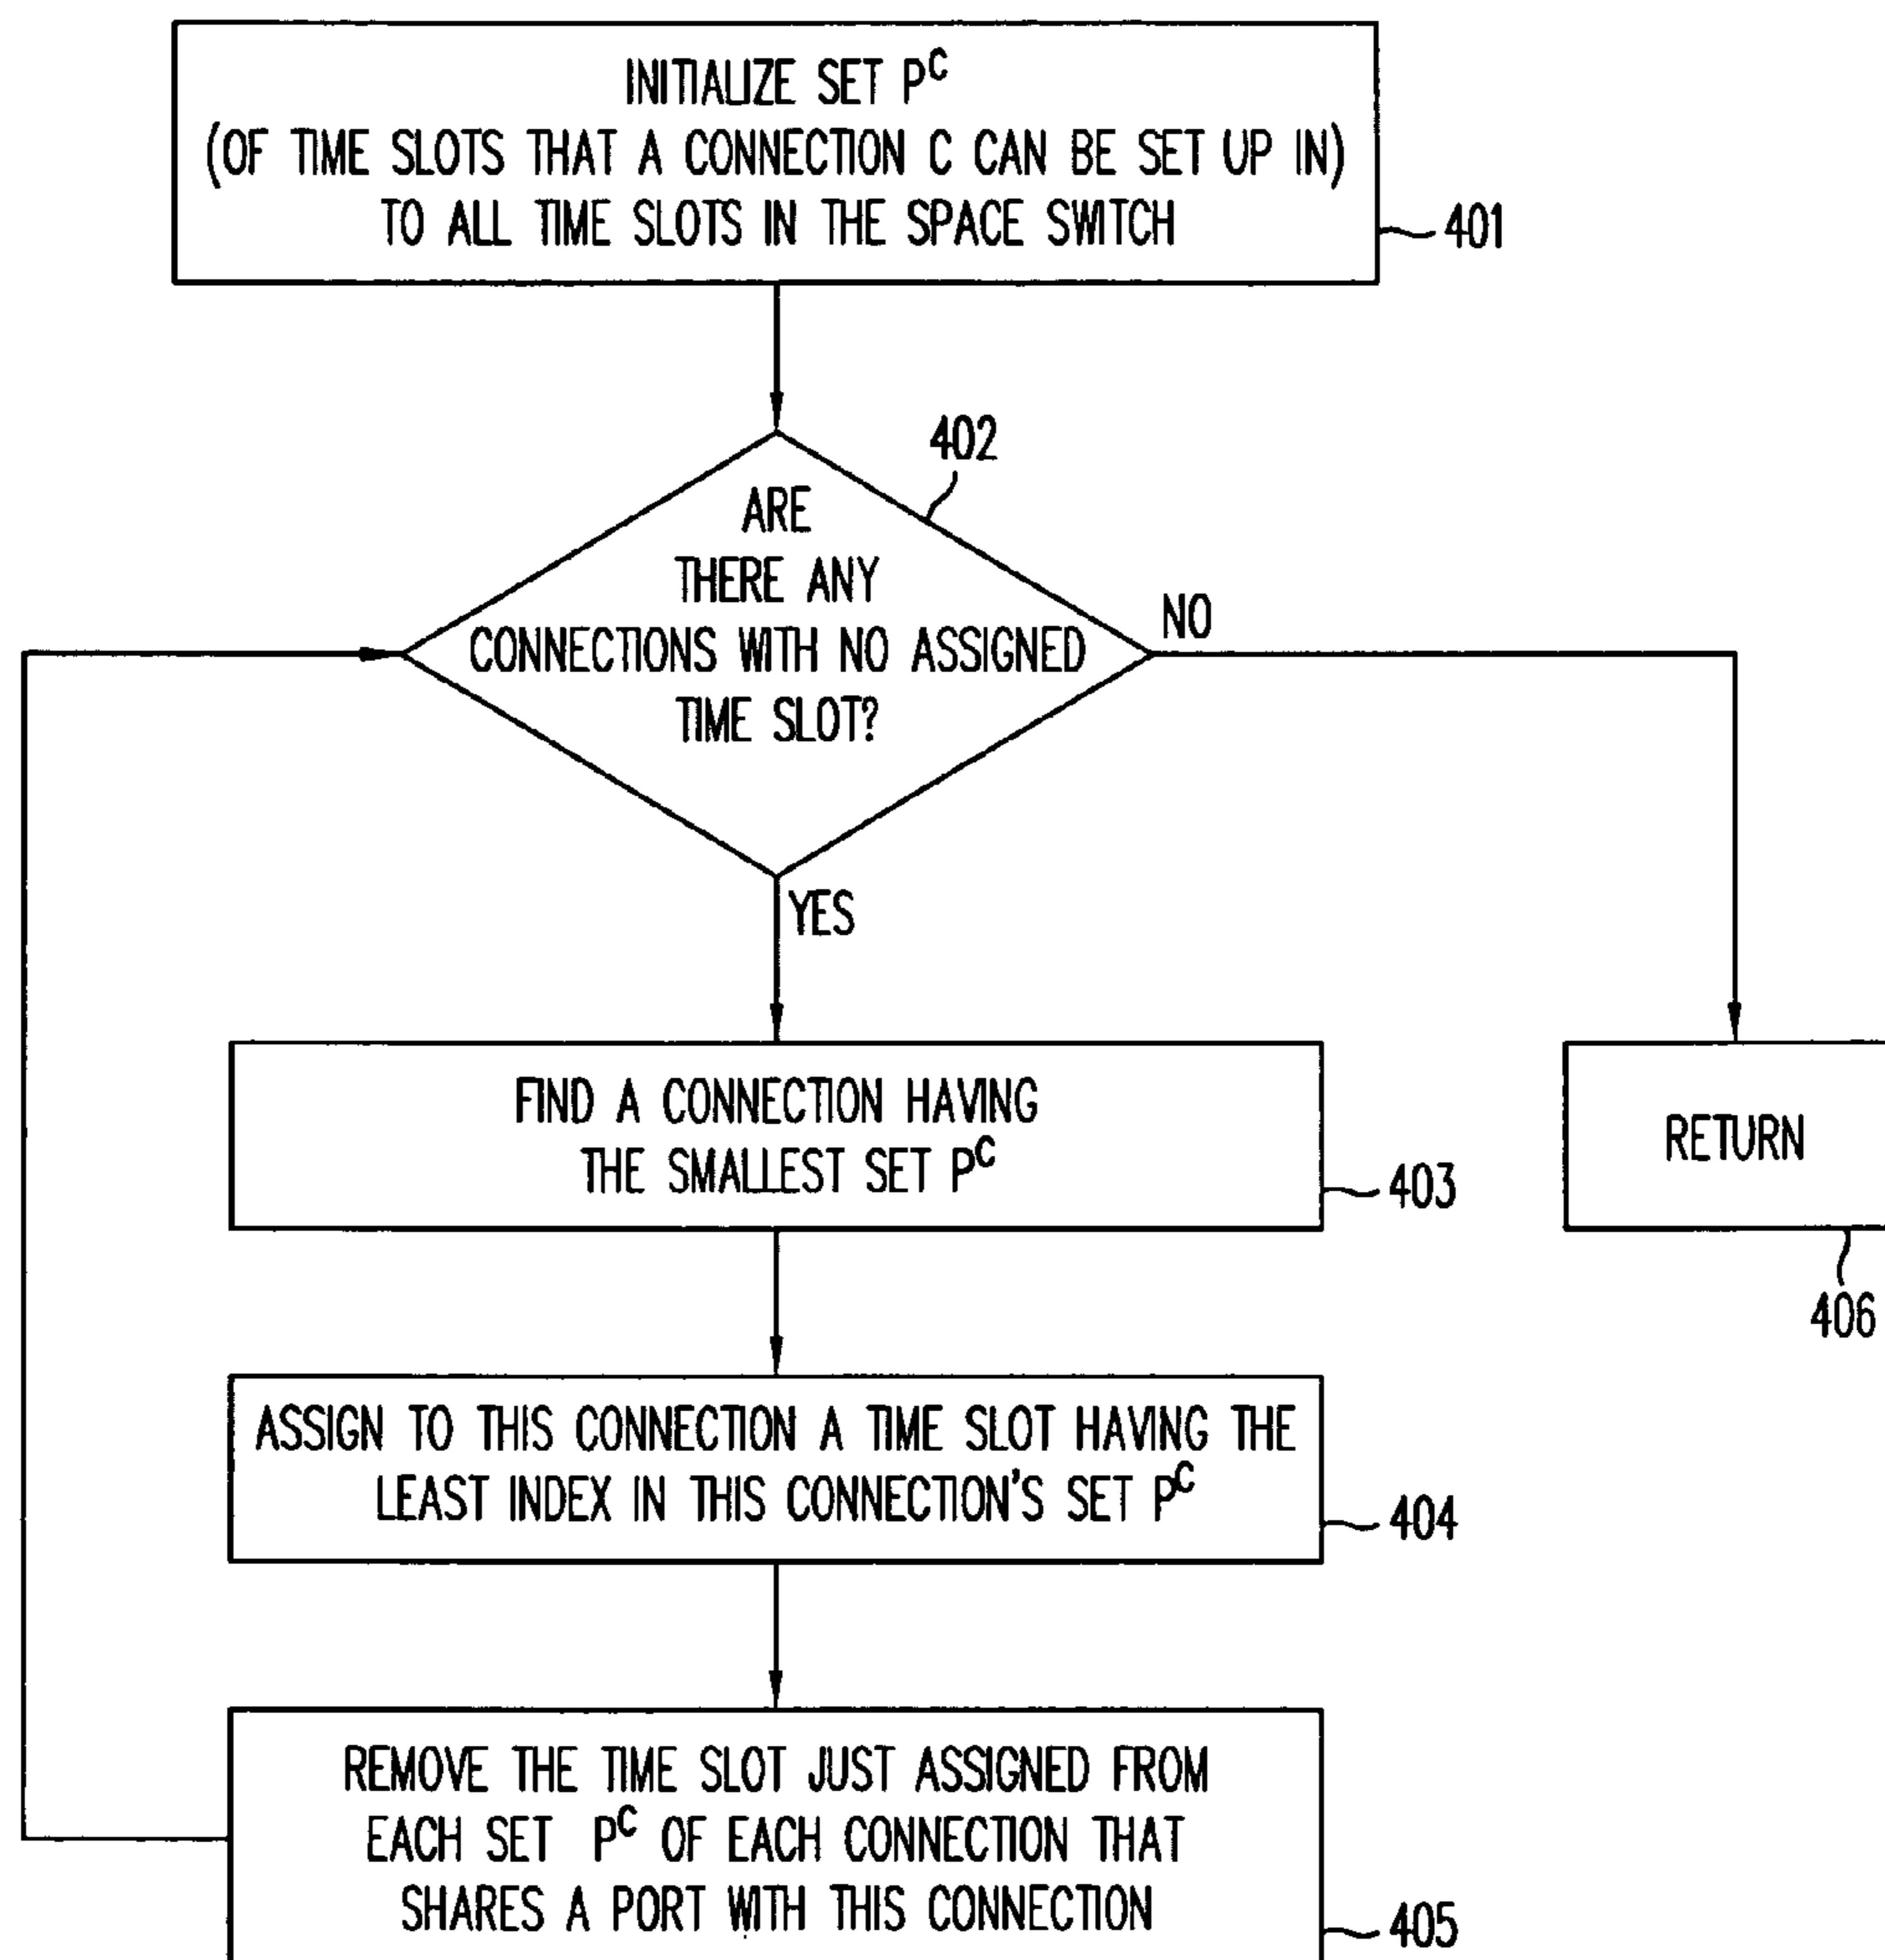 INITIALIZE SET P^C
(OF TIME SLOTS THAT A CONNECTION C CAN BE SET UP IN)
TO ALL TIME SLOTS IN THE SPACE SWITCH
401
402
ARE
THERE ANY
CONNECTIONS WITH NO ASSIGNED
TIME SLOT?
NO
YES
FIND A CONNECTION HAVING
THE SMALLEST SET P^C
403
RETURN
406
ASSIGN TO THIS CONNECTION A TIME SLOT HAVING THE
LEAST INDEX IN THIS CONNECTION'S SET P^C
404
REMOVE THE TIME SLOT JUST ASSIGNED FROM
EACH SET P^C OF EACH CONNECTION THAT
SHARES A PORT WITH THIS CONNECTION
405